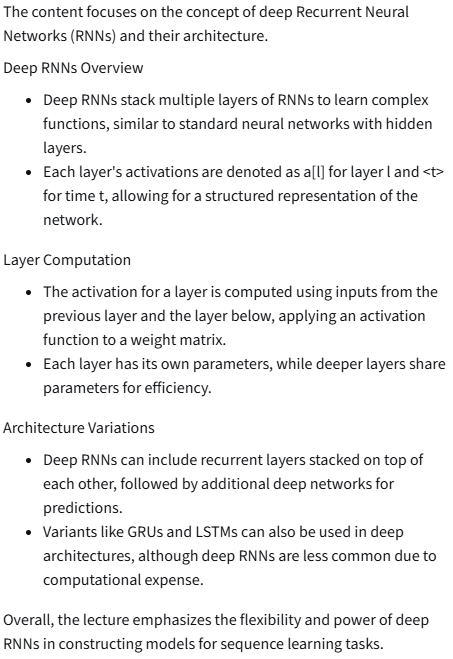 The content focuses on the concept of deep Recurrent Neural
Networks (RNNs) and their architecture.
Deep RNNs Overview
• Deep RNNs stack multiple layers of RNNs to learn complex
functions, similar to standard neural networks with hidden
layers.
• Each layer's activations are denoted as a[l] for layer l and <t>
for time t, allowing for a structured representation of the
network.
Layer Computation
• The activation for a layer is computed using inputs from the
previous layer and the layer below, applying an activation
function to a weight matrix.
• Each layer has its own parameters, while deeper layers share
parameters for efficiency.
Architecture Variations
• Deep RNNs can include recurrent layers stacked on top of
each other, followed by additional deep networks for
predictions.
• Variants like GRUs and LSTMs can also be used in deep
architectures, although deep RNNs are less common due to
computational expense.
Overall, the lecture emphasizes the flexibility and power of deep
RNNs in constructing models for sequence learning tasks.